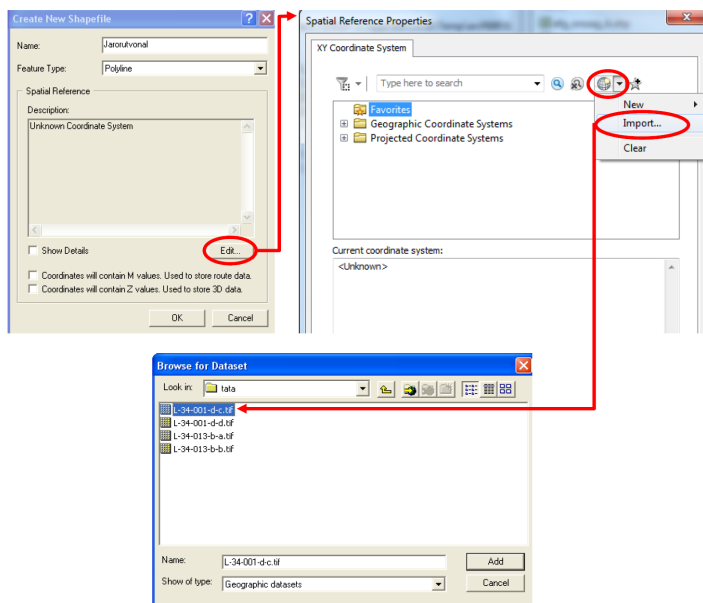 Create New Shapefile
Name: Jarorutvonal
Feature Type: Polyline
Spatial Reference
Description:
Unknown Coordinate System
Show Details
Edit...
Coordinates will contain M values. Used to store route data.
Coordinates will contain Z values. Used to store 3D data.
OK Cancel
Spatial Reference Properties
XY Coordinate System
Type here to search
New
Import...
Clear
Favorites
Geographic Coordinate Systems
Projected Coordinate Systems
Current coordinate system:
<Unknown>
Browse for Dataset
Look in: tata
L-34-001-d-c.tif
L-34-001-d-d.tif
L-34-013-b-a.tif
L-34-013-b-b.tif
Name: L-34-001-d-c.tif
Add
Show of type: Geographic datasets
Cancel